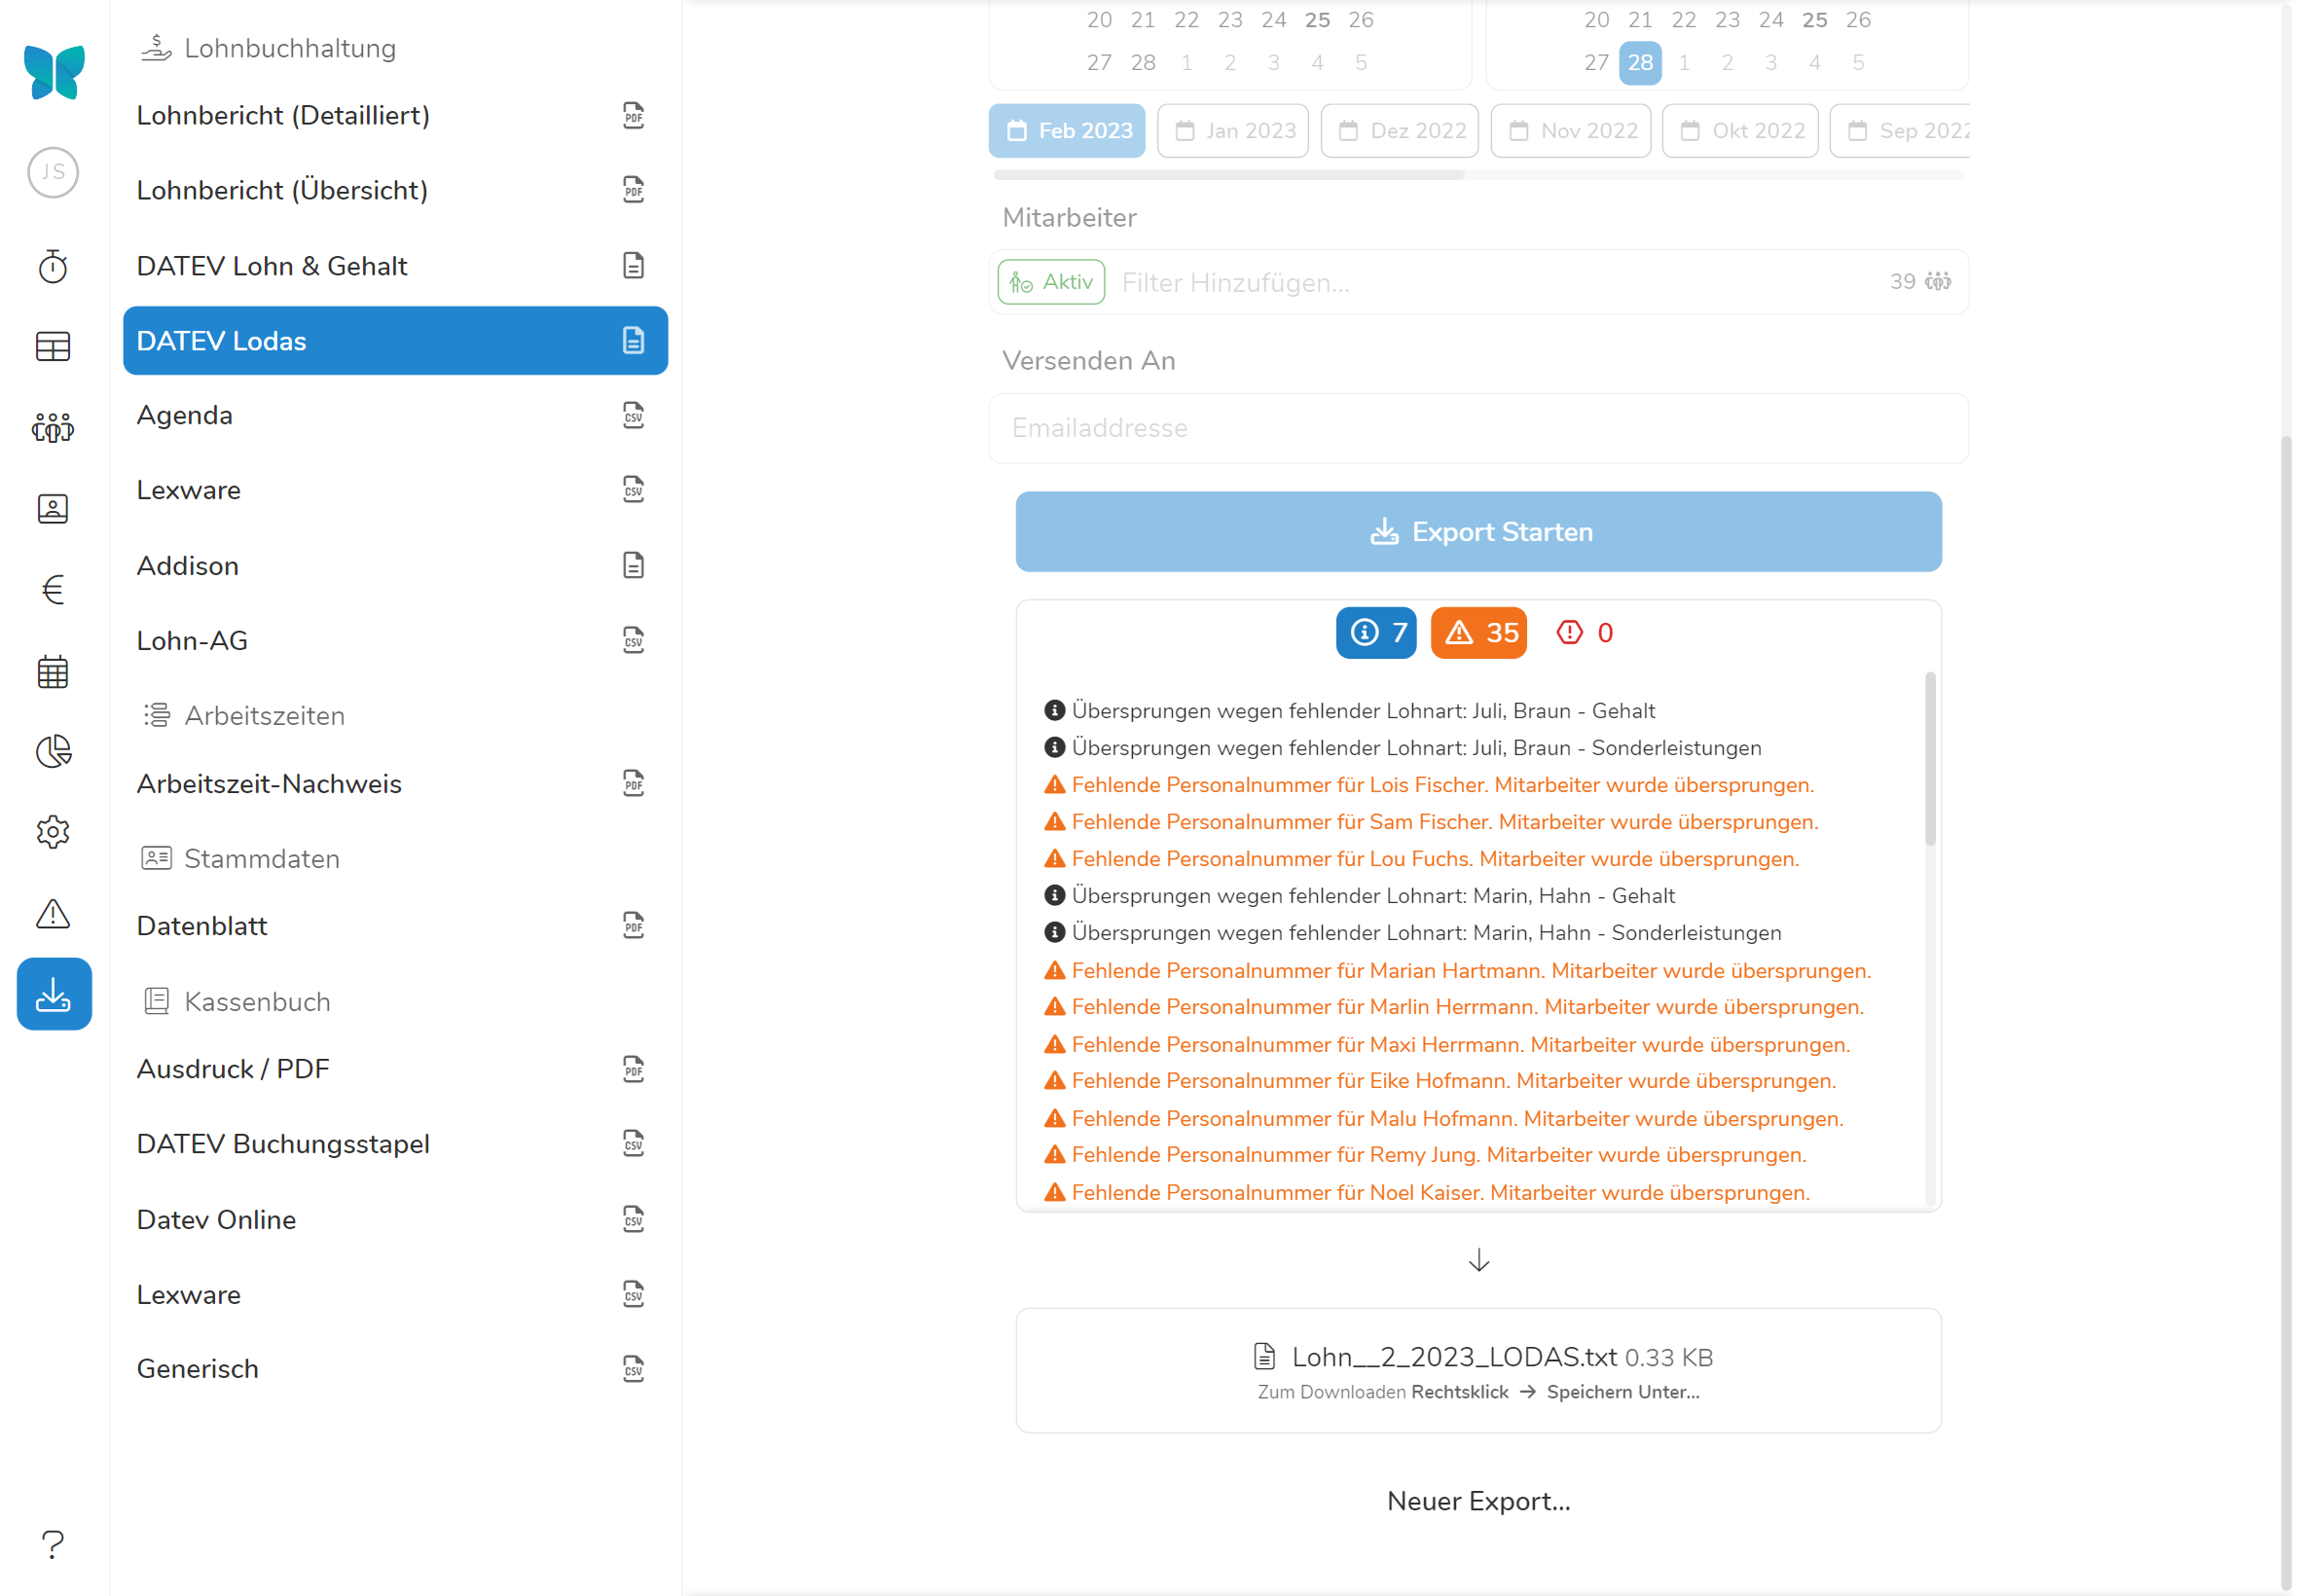 JS
Lohnbuchhaltung
Lohnbericht (Detailliert)
PDF
Lohnbericht (Übersicht)
PDF
DATEV Lohn & Gehalt
DATEV Lodas
Agenda
CSV
Lexware
CSV
Addison
Lohn-AG
CSV
Arbeitszeiten
Arbeitszeit-Nachweis
PDF
Stammdaten
Datenblatt
PDF
Kassenbuch
Ausdruck / PDF
PDF
DATEV Buchungsstapel
CSV
Datev Online
CSV
Lexware
CSV
Generisch
CSV
?
20 21 22 23 24 25 26
27 28 1 2 3 4 5
20 21 22 23 24 25 26
27 28 1 2 3 4 5
Feb 2023 Jan 2023 Dez 2022 Nov 2022 Okt 2022 Sep 2022
Mitarbeiter
Aktiv Filter Hinzufügen... 39
Versenden An
Emailaddresse
Export Starten
7 35 0
Übersprungen wegen fehlender Lohnart: Juli, Braun - Gehalt
Übersprungen wegen fehlender Lohnart: Juli, Braun - Sonderleistungen
Fehlende Personalnummer für Lois Fischer. Mitarbeiter wurde übersprungen.
Fehlende Personalnummer für Sam Fischer. Mitarbeiter wurde übersprungen.
Fehlende Personalnummer für Lou Fuchs. Mitarbeiter wurde übersprungen.
Übersprungen wegen fehlender Lohnart: Marin, Hahn - Gehalt
Übersprungen wegen fehlender Lohnart: Marin, Hahn - Sonderleistungen
Fehlende Personalnummer für Marian Hartmann. Mitarbeiter wurde übersprungen.
Fehlende Personalnummer für Marlin Herrmann. Mitarbeiter wurde übersprungen.
Fehlende Personalnummer für Maxi Herrmann. Mitarbeiter wurde übersprungen.
Fehlende Personalnummer für Eike Hofmann. Mitarbeiter wurde übersprungen.
Fehlende Personalnummer für Malu Hofmann. Mitarbeiter wurde übersprungen.
Fehlende Personalnummer für Remy Jung. Mitarbeiter wurde übersprungen.
Fehlende Personalnummer für Noel Kaiser. Mitarbeiter wurde übersprungen.
Lohn__2_2023_LODAS.txt 0.33 KB
Zum Downloaden Rechtsklick → Speichern Unter...
Neuer Export...